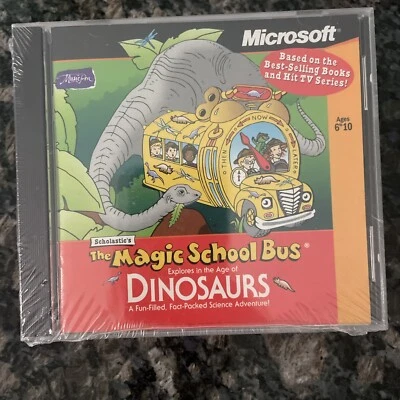 Microsoft®
Based on the
Best-Selling Books
and Hit TV Series!
Ages
6 to 10
Scholastic's
The Magic School Bus®
Explores in the Age of
DINOSAURS
A Fun-Filled, Fact-Packed Science Adventure!